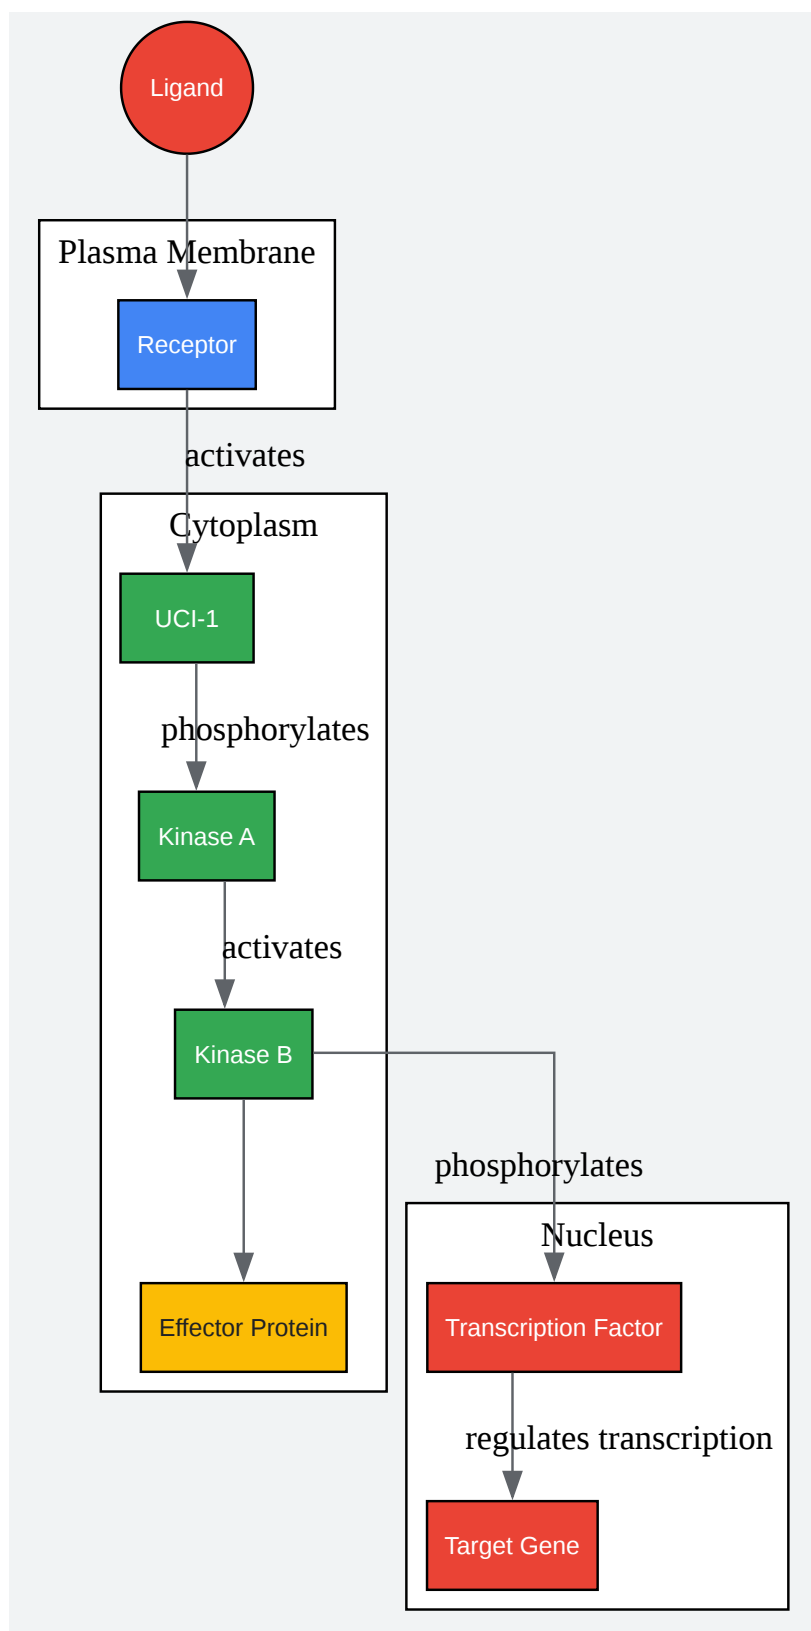 Ligand
Plasma Membrane
Receptor
activates
Cytoplasm
UCI-1
phosphorylates
Kinase A
activates
Kinase B
phosphorylates
Nucleus
Effector Protein
Transcription Factor
regulates transcription
Target Gene